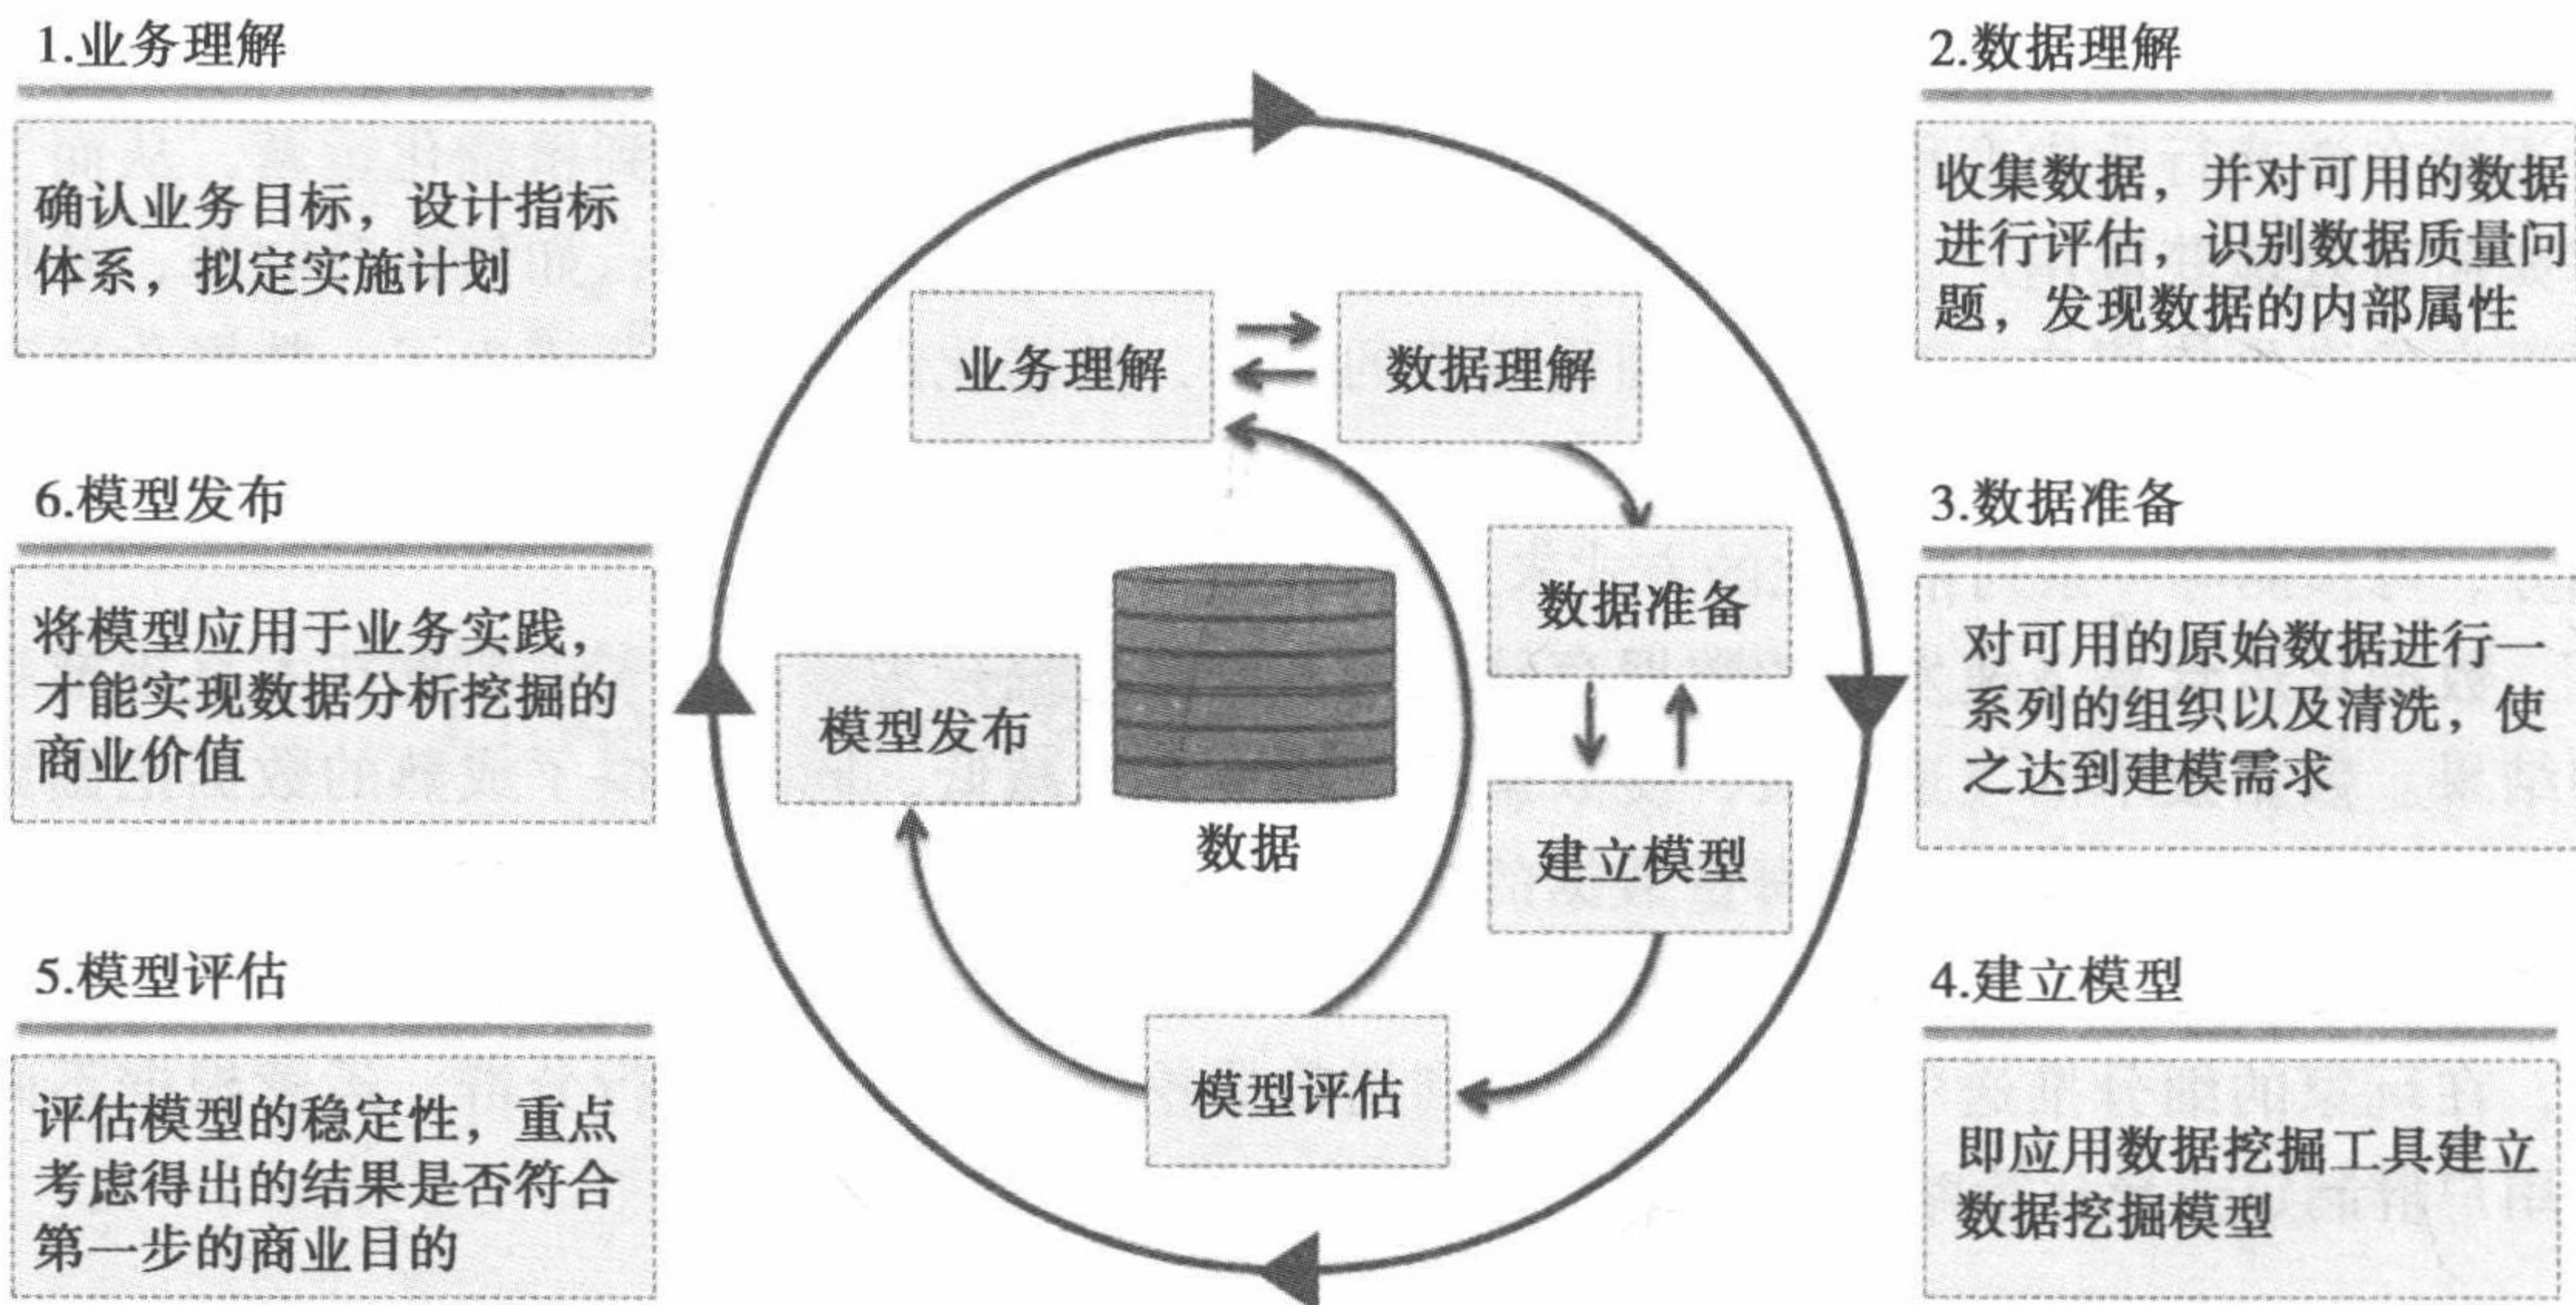 1.业务理解
确认业务目标，设计指标
体系，拟定实施计划
2.数据理解
收集数据，并对可用的数据
进行评估，识别数据质量问
题，发现数据的内部属性
业务理解
数据理解
6.模型发布
将模型应用于业务实践，
才能实现数据分析挖掘的
商业价值
3.数据准备
对可用的原始数据进行一
系列的组织以及清洗，使
之达到建模需求
数据准备
模型发布
数据
建立模型
模型评估
5.模型评估
评估模型的稳定性，重点
考虑得出的结果是否符合
第一步的商业目的
4.建立模型
即应用数据挖掘工具建立
数据挖掘模型